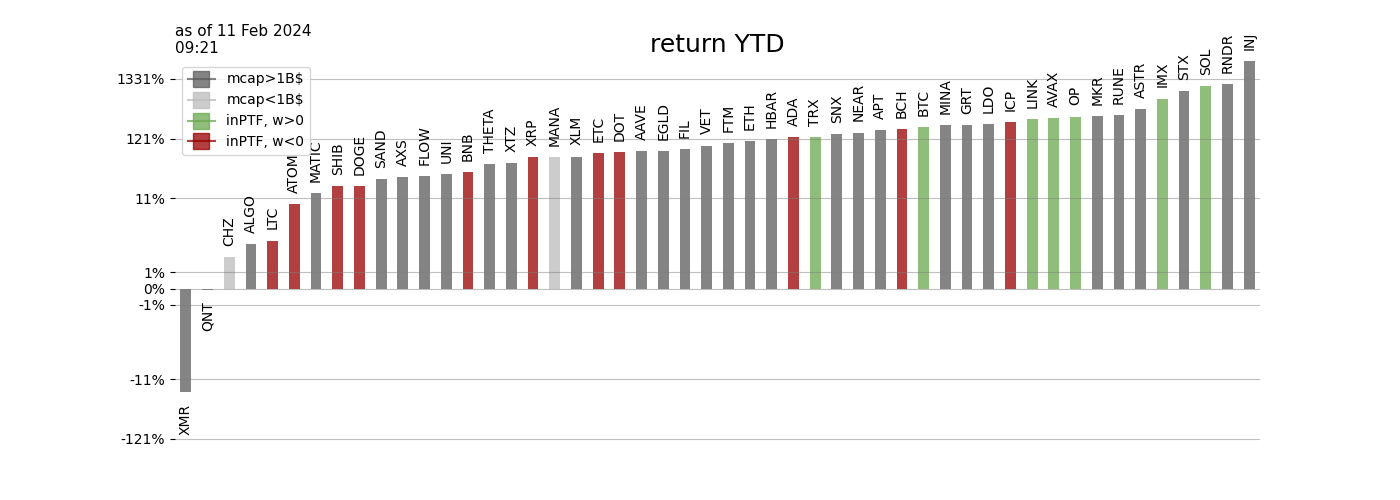 as of 11 Feb 2024
09:21
return YTD
mcap>1B$
mcap<1B$
inPTF, w>0
inPTF, w<0
1331%
121%
11%
1%
0%
-1%
-11%
-121%
XMR
QNT
CHZ
ALGO
LTC
ATOM
MATIC
SHIB
DOGE
SAND
AXS
FLOW
UNI
BNB
THETA
XTZ
XRP
MANA
XLM
ETC
DOT
AAVE
EGLD
FIL
VET
FTM
ETH
HBAR
ADA
TRX
SNX
NEAR
APT
BCH
BTC
MINA
GRT
LDO
ICP
LINK
AVAX
OP
MKR
RUNE
ASTR
IMX
STX
SOL
RNDR
INJ